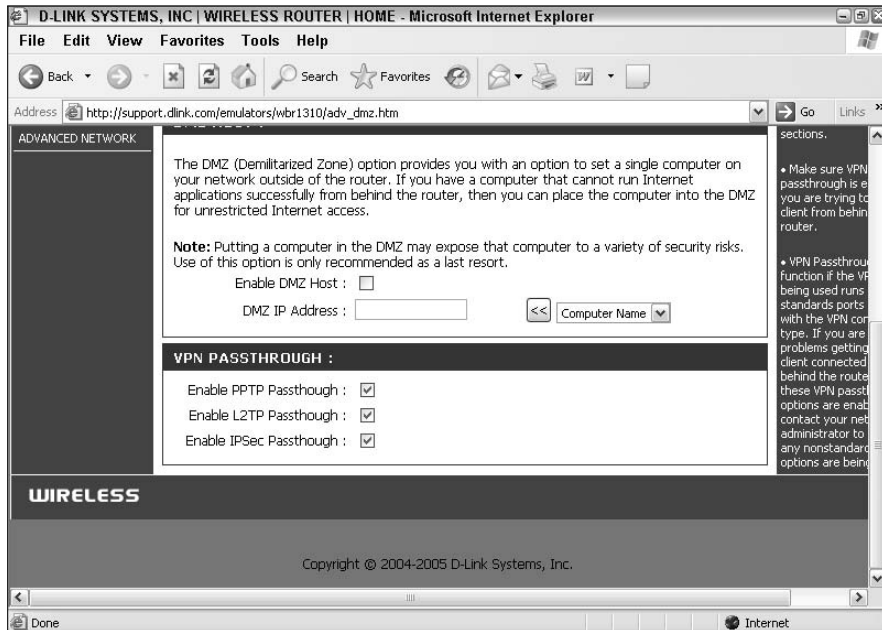 D-LINK SYSTEMS, INC | WIRELESS ROUTER | HOME - Microsoft Internet Explorer
File Edit View Favorites Tools Help
Back Search Favorites
Address http://support.dlink.com/emulators/wbr1310/adv_dmz.htm Go Links »
ADVANCED NETWORK
The DMZ (Demilitarized Zone) option provides you with an option to set a single computer on
your network outside of the router. If you have a computer that cannot run Internet
applications successfully from behind the router, then you can place the computer into the DMZ
for unrestricted Internet access.
Note: Putting a computer in the DMZ may expose that computer to a variety of security risks.
Use of this option is only recommended as a last resort.
Enable DMZ Host :
DMZ IP Address : << Computer Name
VPN PASSTHROUGH :
Enable PPTP Passthough :
Enable L2TP Passthough :
Enable IPSec Passthough :
sections.
• Make sure VPN
passthrough is e
you are trying to
client from behin
router.
• VPN Passthrou
function if the VP
being used runs
standards ports
with the VPN con
type. If you are
problems getting
client connected
behind the route
these VPN passt
options are enab
contact your net
administrator to
any nonstandard
options are being
WIRELESS
Copyright © 2004-2005 D-Link Systems, Inc.
Done Internet